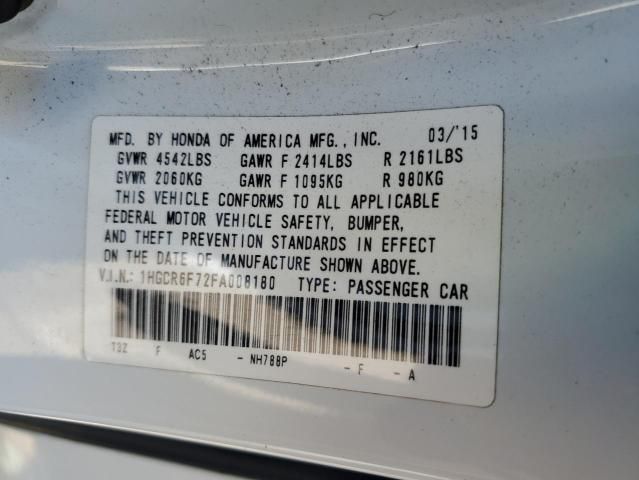 MFD. BY HONDA OF AMERICA MFG., INC. 03/'15
GVWR 4542LBS GAWR F 2414LBS R 2161LBS
GVWR 2060KG GAWR F 1095KG R 980KG
THIS VEHICLE CONFORMS TO ALL APPLICABLE
FEDERAL MOTOR VEHICLE SAFETY, BUMPER,
AND THEFT PREVENTION STANDARDS IN EFFECT
ON THE DATE OF MANUFACTURE SHOWN ABOVE.
V.I.N.: 1HGCR6F72FA008180 TYPE: PASSENGER CAR
T3Z F AC5 - NH788P - F - A